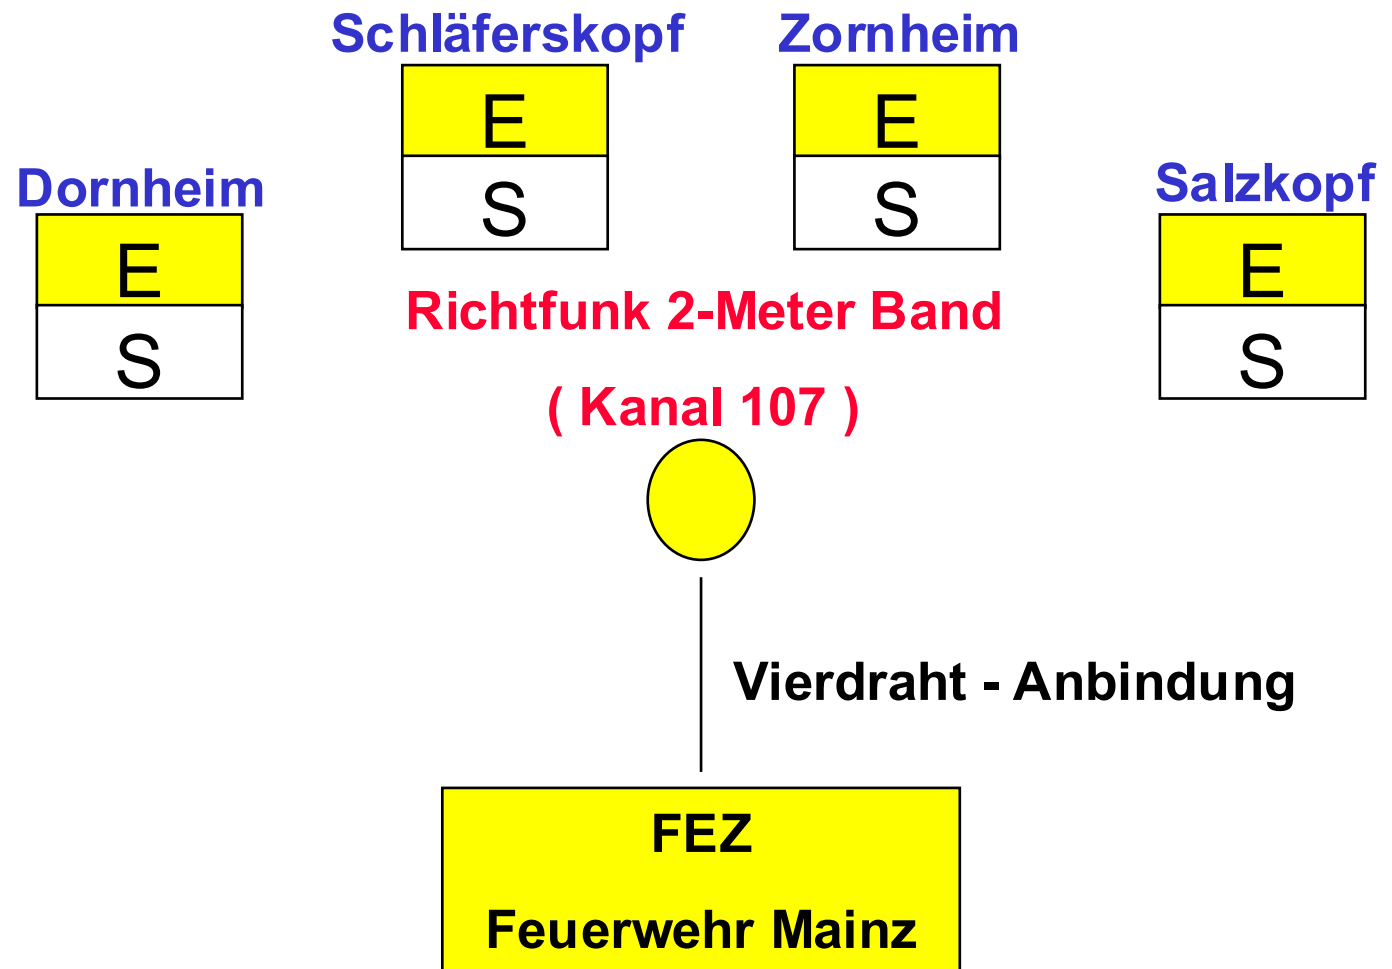 Schläferskopf Zornheim
E E
S S
Dornheim Salzkopf
E E
S S
Richtfunk 2-Meter Band
( Kanal 107 )
Vierdraht - Anbindung
FEZ
Feuerwehr Mainz